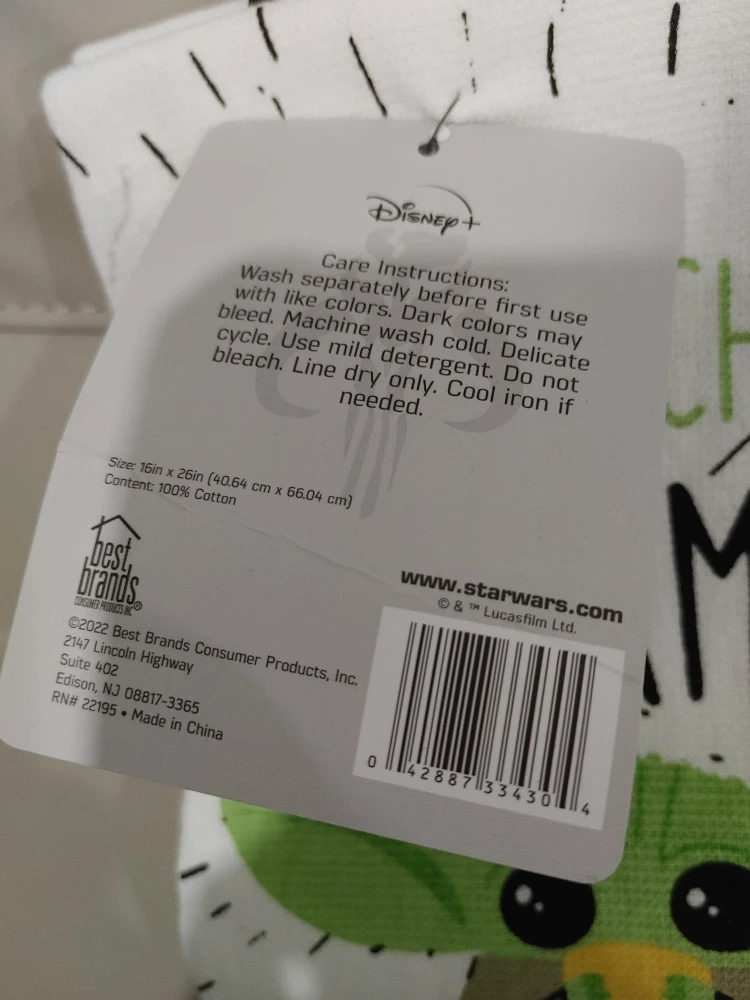 Disney+
Care Instructions:
Wash separately before first use
with like colors. Dark colors may
bleed. Machine wash cold. Delicate
cycle. Use mild detergent. Do not
bleach. Line dry only. Cool iron if
needed.
Size: 16in x 26in (40.64 cm x 66.04 cm)
Content: 100% Cotton
best
brands
CONSUMER PRODUCTS INC®
©2022 Best Brands Consumer Products, Inc.
2147 Lincoln Highway
Suite 402
Edison, NJ 08817-3365
RN# 22195 • Made in China
www.starwars.com
© & ™ Lucasfilm Ltd.
0 42887 33430 4
CH
M